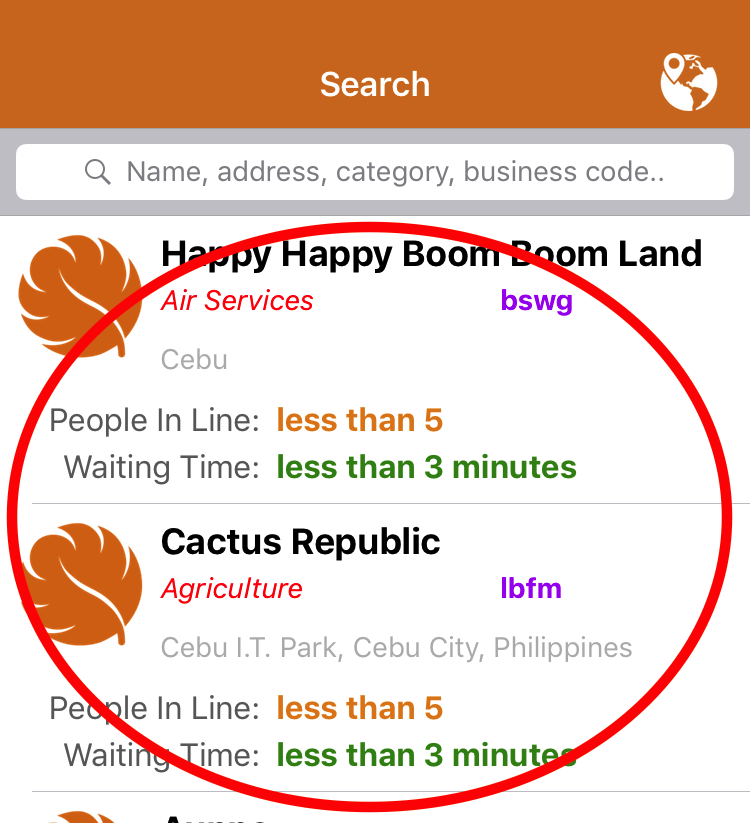 Search
Name, address, category, business code..
Happy Happy Boom Boom Land
Air Services bswg
Cebu
People In Line: less than 5
Waiting Time: less than 3 minutes
Cactus Republic
Agriculture lbfm
Cebu I.T. Park, Cebu City, Philippines
People In Line: less than 5
Waiting Time: less than 3 minutes